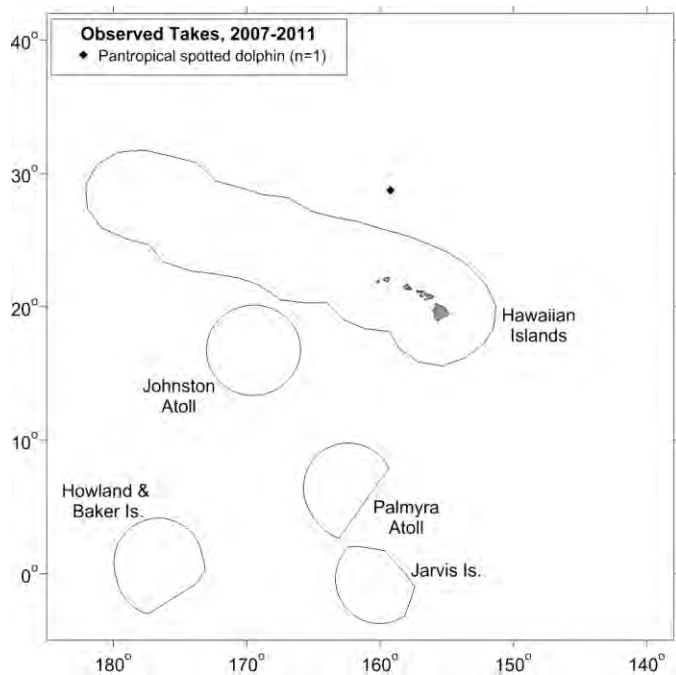 Observed Takes, 2007-2011
◆ Pantropical spotted dolphin (n=1)
40°
30°
20°
10°
0°
Hawaiian
Islands
Johnston
Atoll
Howland &
Baker Is.
Palmyra
Atoll
Jarvis Is.
180°
170°
160°
150°
140°